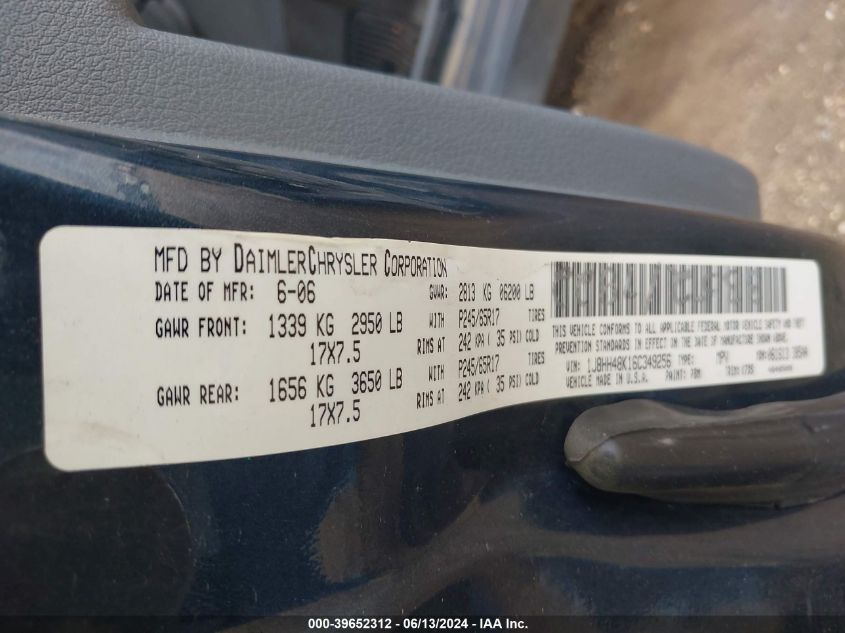 MFD BY DAIMLERCHRYSLER CORPORATION
DATE OF MFR: 6-06 GVWR: 2813 KG 06200 LB
GAWR FRONT: 1339 KG 2950 LB WITH P245/65R17 TIRES
17X7.5 RIMS AT 242 KPA ( 35 PSI) COLD
GAWR REAR: 1656 KG 3650 LB WITH P245/65R17 TIRES
17X7.5 RIMS AT 242 KPA ( 35 PSI) COLD
THIS VEHICLE CONFORMS TO ALL APPLICABLE FEDERAL MOTOR VEHICLE SAFETY AND THEFT
PREVENTION STANDARDS IN EFFECT ON THE DATE OF MANUFACTURE SHOWN ABOVE.
VIN: 1J8HH48K16C349256 TYPE: MPV
VEHICLE MADE IN U.S.A. PAINT: PBM TRIM:
000-39652312 - 06/13/2024 - IAA Inc.